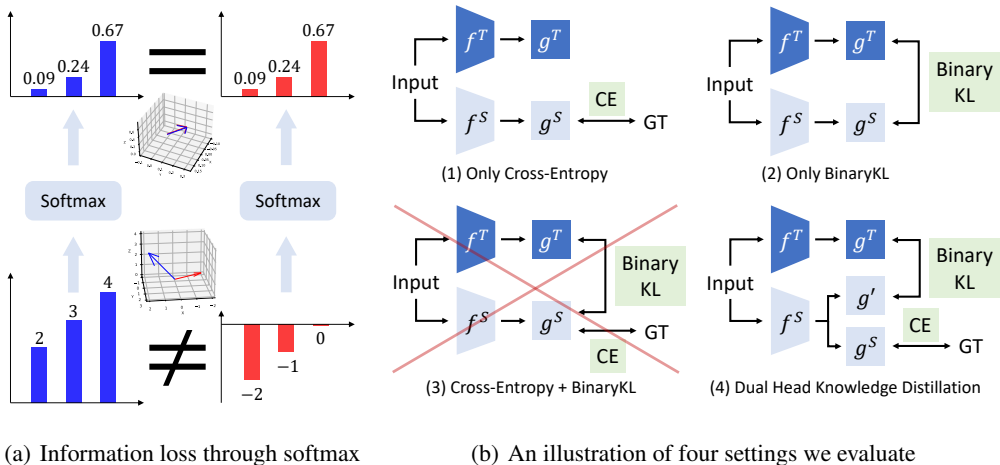 0.67
0.24
0.09
=
0.67
0.24
0.09
Softmax
Softmax
4
3
2
≠
0
−1
−2
(a) Information loss through softmax
f^T
g^T
Input
CE
f^S
g^S
GT
(1) Only Cross-Entropy
f^T
g^T
Input
Binary
KL
f^S
g^S
(2) Only BinaryKL
f^T
g^T
Input
Binary
KL
f^S
g^S
GT
CE
(3) Cross-Entropy + BinaryKL
f^T
g^T
Input
Binary
KL
g′
f^S
CE
g^S
GT
(4) Dual Head Knowledge Distillation
(b) An illustration of four settings we evaluate